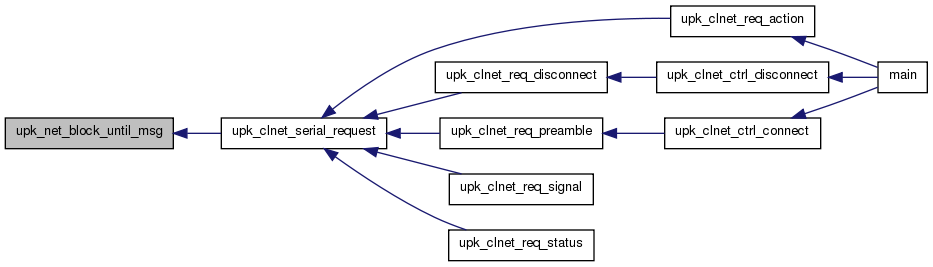 upk_clnet_req_action
upk_clnet_req_disconnect
upk_clnet_ctrl_disconnect
main
upk_net_block_until_msg
upk_clnet_serial_request
upk_clnet_req_preamble
upk_clnet_ctrl_connect
upk_clnet_req_signal
upk_clnet_req_status